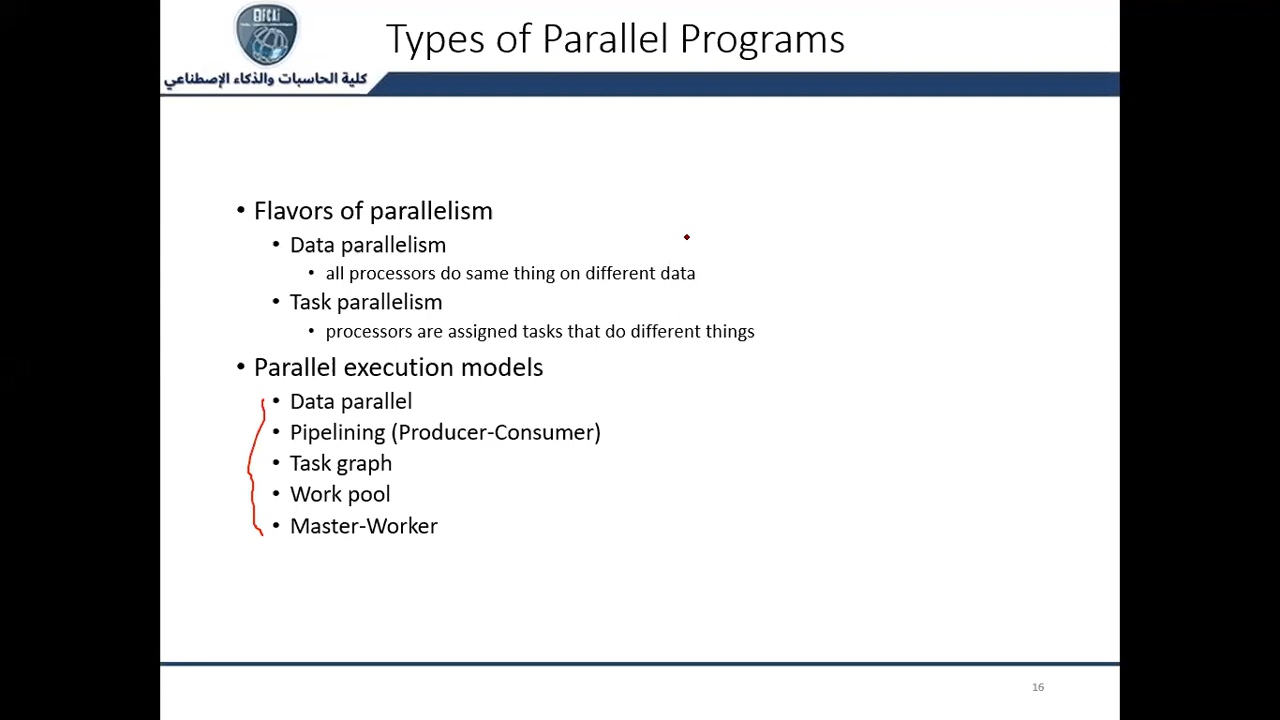 Types of Parallel Programs
كلية الحاسبات والذكاء الإصطناعي
• Flavors of parallelism
• Data parallelism
• all processors do same thing on different data
• Task parallelism
• processors are assigned tasks that do different things
• Parallel execution models
• Data parallel
• Pipelining (Producer-Consumer)
• Task graph
• Work pool
• Master-Worker
16